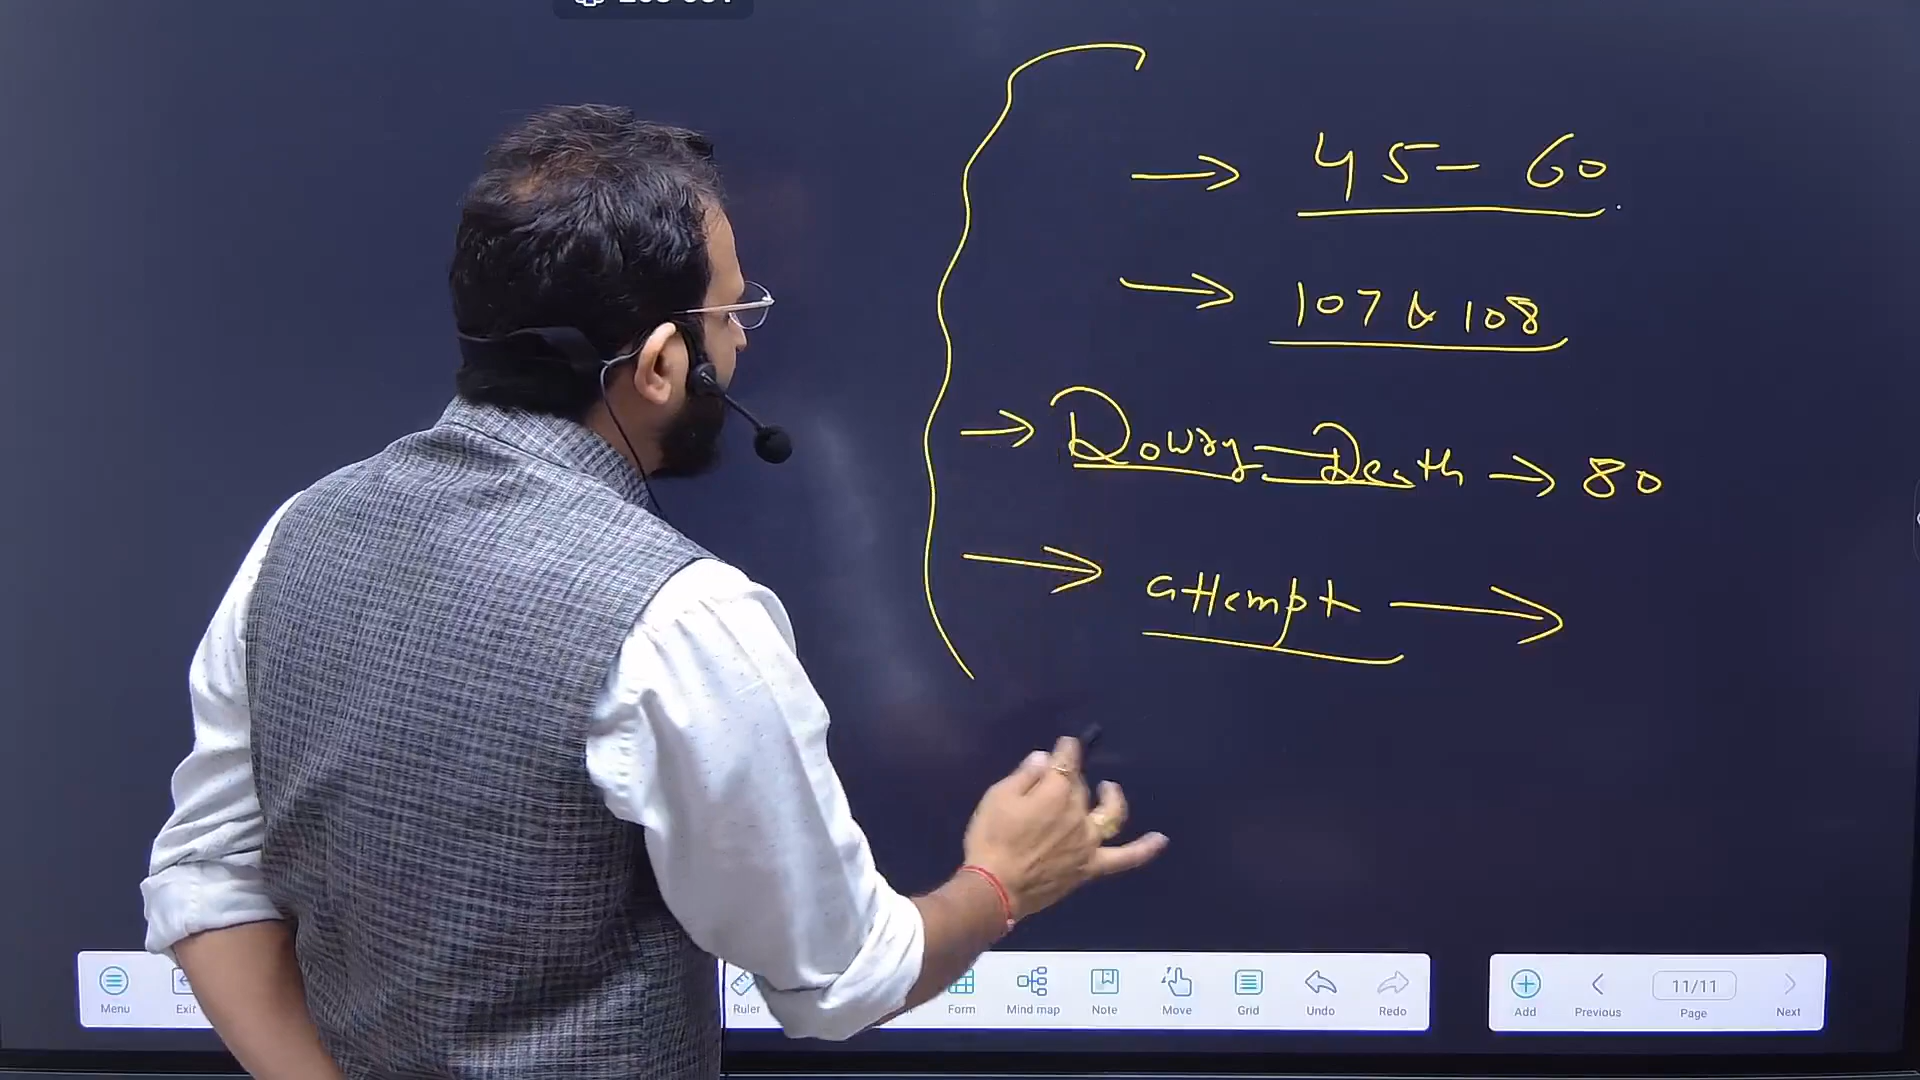 → 45 - 60
→ 107 & 108
→ Dowry Death → 80
→ attempt →
Menu
Ruler
Form
Mind map
Note
Move
Grid
Undo
Redo
Add
Previous
11/11
Page
Next